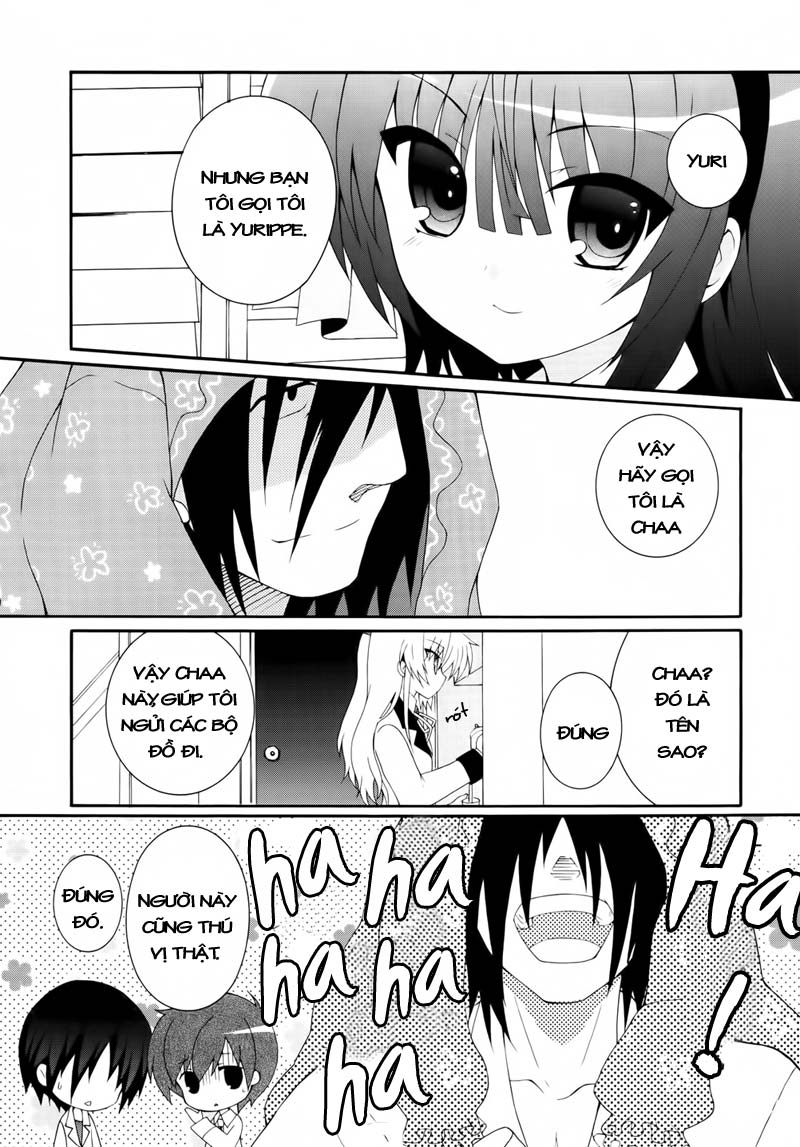 YURI
NHƯNG BẠN
TÔI GỌI TÔI
LÀ YURIPPE.
VẬY
HÃY GỌI
TÔI LÀ
CHAA
CHAA?
ĐÓ LÀ
TÊN
SAO?
ĐÚNG
rót
VẬY CHAA
NÀY, GIÚP TÔI
NGỬI CÁC BỘ
ĐỒ ĐI.
Ha
ha
ha
ha
ha
ha
ha
!
NGƯỜI NÀY
CŨNG THÚ
VỊ THẬT.
ĐÚNG
ĐÓ.